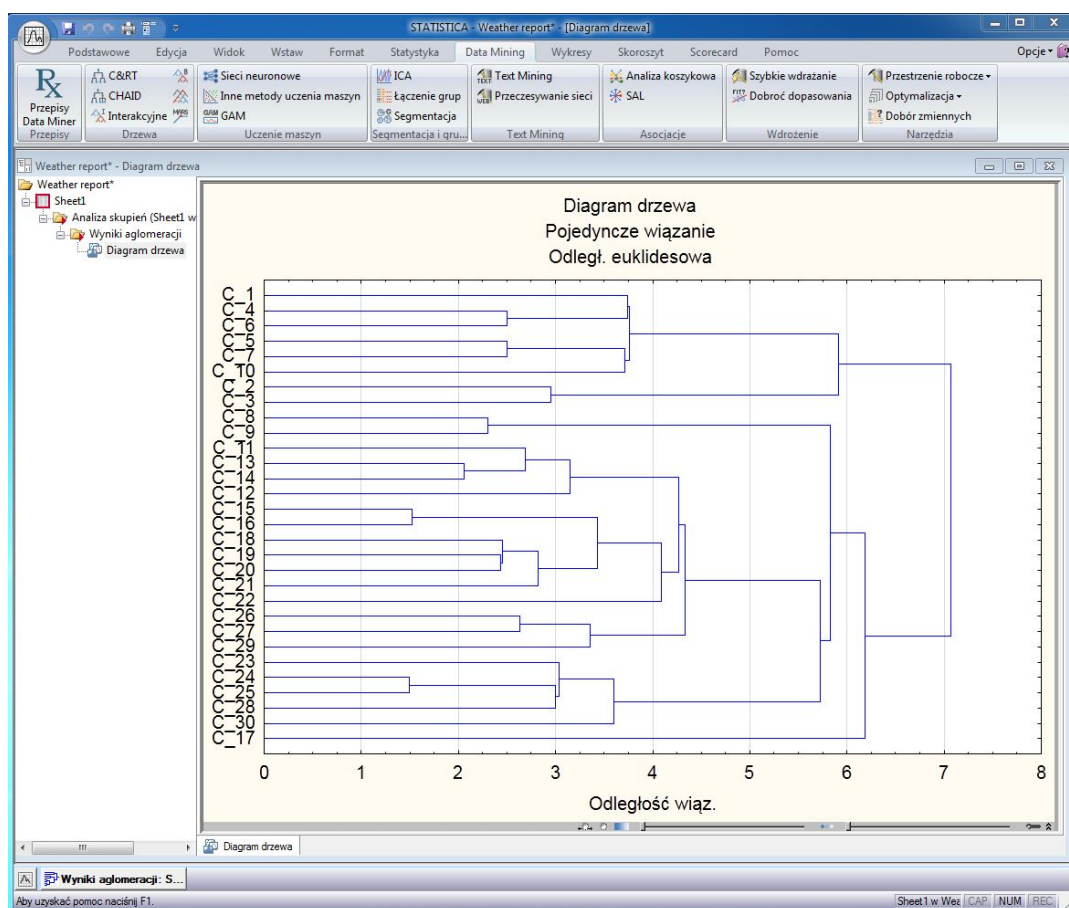 STATISTICA - Weather report* - [Diagram drzewa]
Podstawowe Edycja Widok Wstaw Format Statystyka Data Mining Wykresy Skoroszyt Scorecard Pomoc Opcje
Przepisy Data Miner
C&RT
CHAID
Interakcyjne
Sieci neuronowe
Inne metody uczenia maszyn
GAM
ICA
Łączenie grup
Segmentacja
Text Mining
Przeczesywanie sieci
Analiza koszykowa
SAL
Szybkie wdrażanie
Dobroć dopasowania
Przestrzenie robocze
Optymalizacja
Dobór zmiennych
Przepisy Drzewa Uczenie maszyn Segmentacja i gru... Text Mining Asocjacje Wdrożenie Narzędzia
Weather report* - Diagram drzewa
Weather report*
Sheet1
Analiza skupień (Sheet1 w
Wyniki aglomeracji
Diagram drzewa
Diagram drzewa
Pojedyncze wiązanie
Odległ. euklidesowa
C_1
C_4
C_6
C_5
C_7
C_10
C_2
C_3
C_8
C_9
C_11
C_13
C_14
C_12
C_15
C_16
C_18
C_19
C_20
C_21
C_22
C_26
C_27
C_29
C_23
C_24
C_25
C_28
C_30
C_17
0 1 2 3 4 5 6 7 8
Odległość wiąz.
Diagram drzewa
Wyniki aglomeracji: S...
Aby uzyskać pomoc naciśnij F1.
Sheet1 w Wez CAP NUM REC